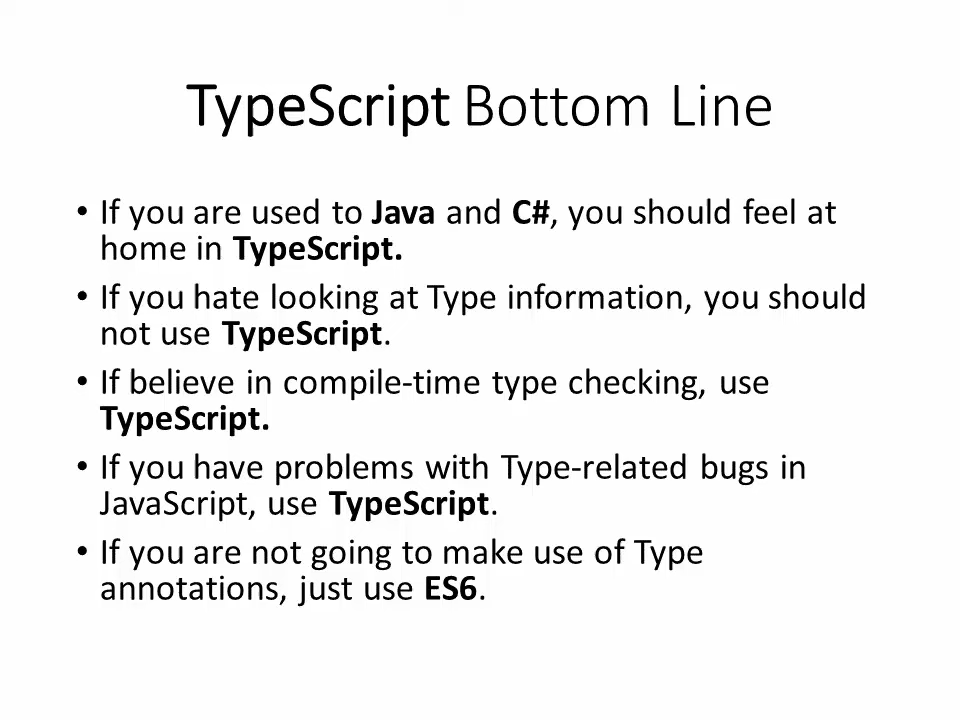 TypeScript Bottom Line
• If you are used to Java and C#, you should feel at
home in TypeScript.
• If you hate looking at Type information, you should
not use TypeScript.
• If believe in compile-time type checking, use
TypeScript.
• If you have problems with Type-related bugs in
JavaScript, use TypeScript.
• If you are not going to make use of Type
annotations, just use ES6.